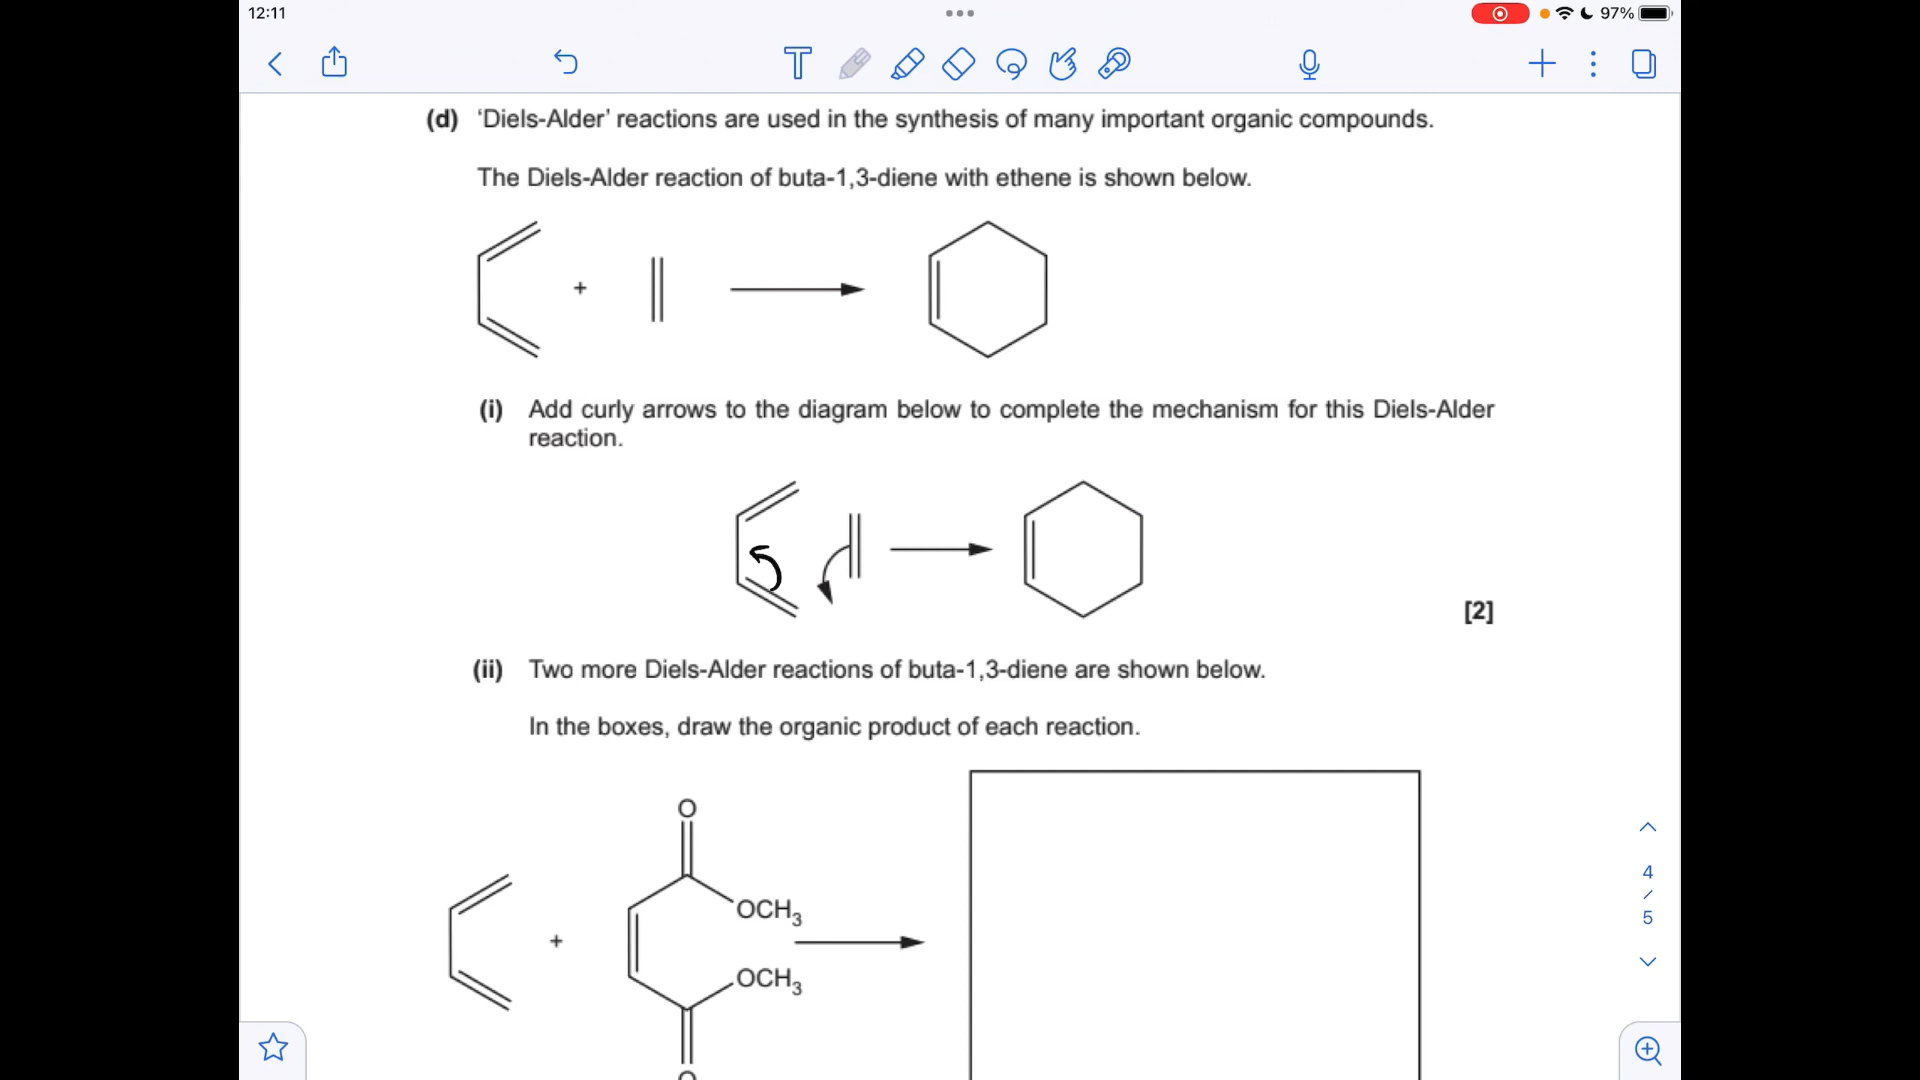 12:11
97%
(d) ‘Diels-Alder’ reactions are used in the synthesis of many important organic compounds.
The Diels-Alder reaction of buta-1,3-diene with ethene is shown below.
+
(i) Add curly arrows to the diagram below to complete the mechanism for this Diels-Alder
reaction.
[2]
(ii) Two more Diels-Alder reactions of buta-1,3-diene are shown below.
In the boxes, draw the organic product of each reaction.
O
OCH3
+
OCH3
O
4
/
5